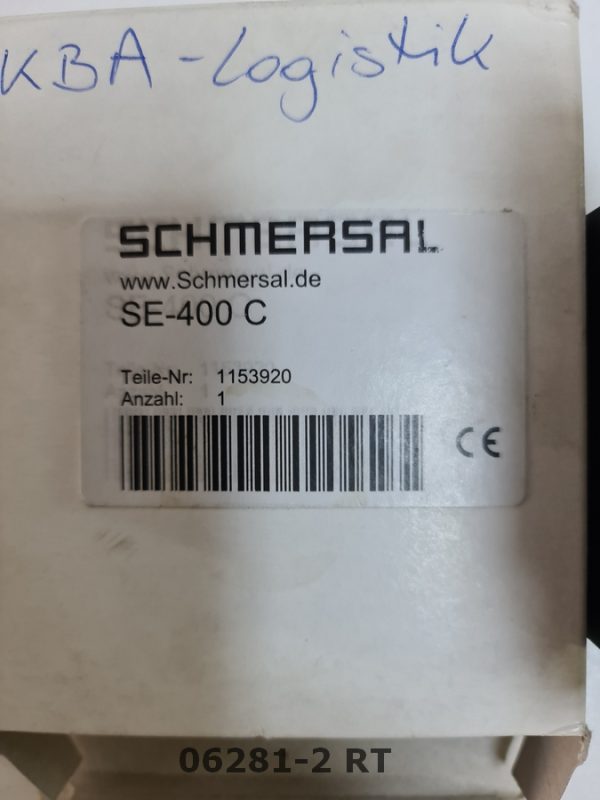 KBA-Logistik
SCHMERSAL
www.Schmersal.de
SE-400 C
Teile-Nr: 1153920
Anzahl: 1
CE
06281-2 RT